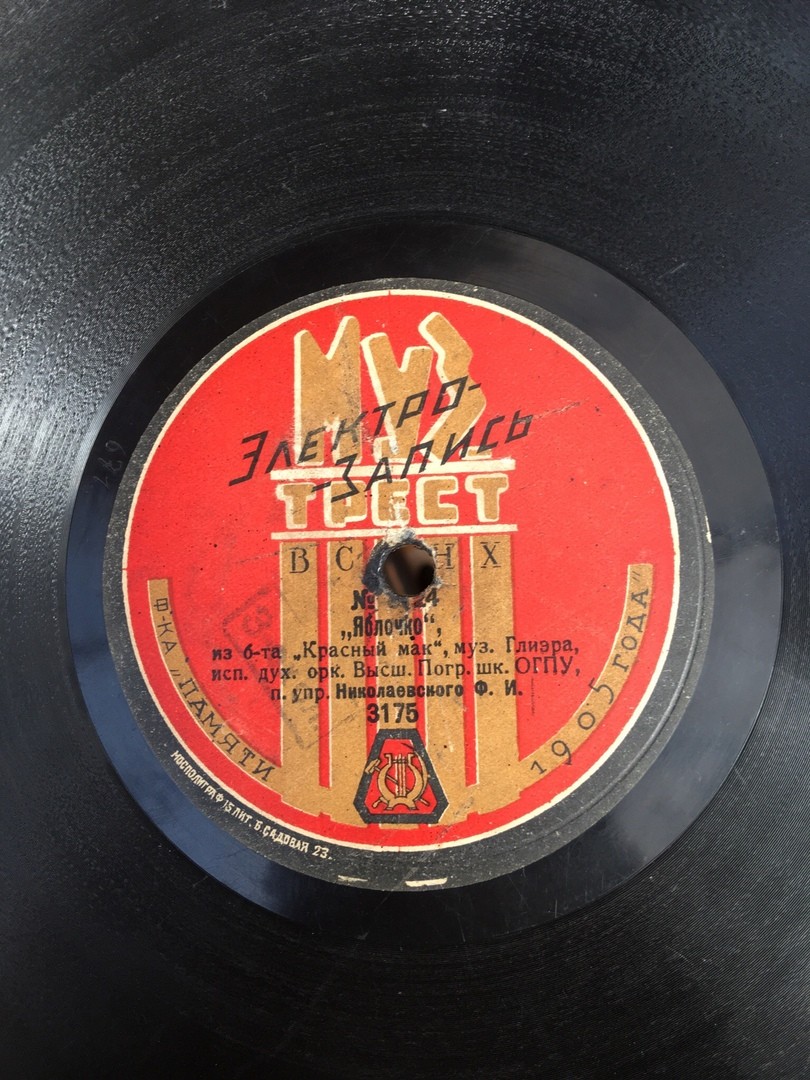 Муз
Электро-
-запись
ТРЕСТ
ВСНХ
№
„Яблочко“,
из б-та „Красный мак“, муз. Глиэра,
исп. дух. орк. Высш. Погр. шк. ОГПУ,
п. упр. Николаевского Ф. И.
3175
Ф-КА „ПАМЯТИ
1905 ГОДА“
МОСПОЛИГРАФ 15 ЛИТ. Б. САДОВАЯ 23.